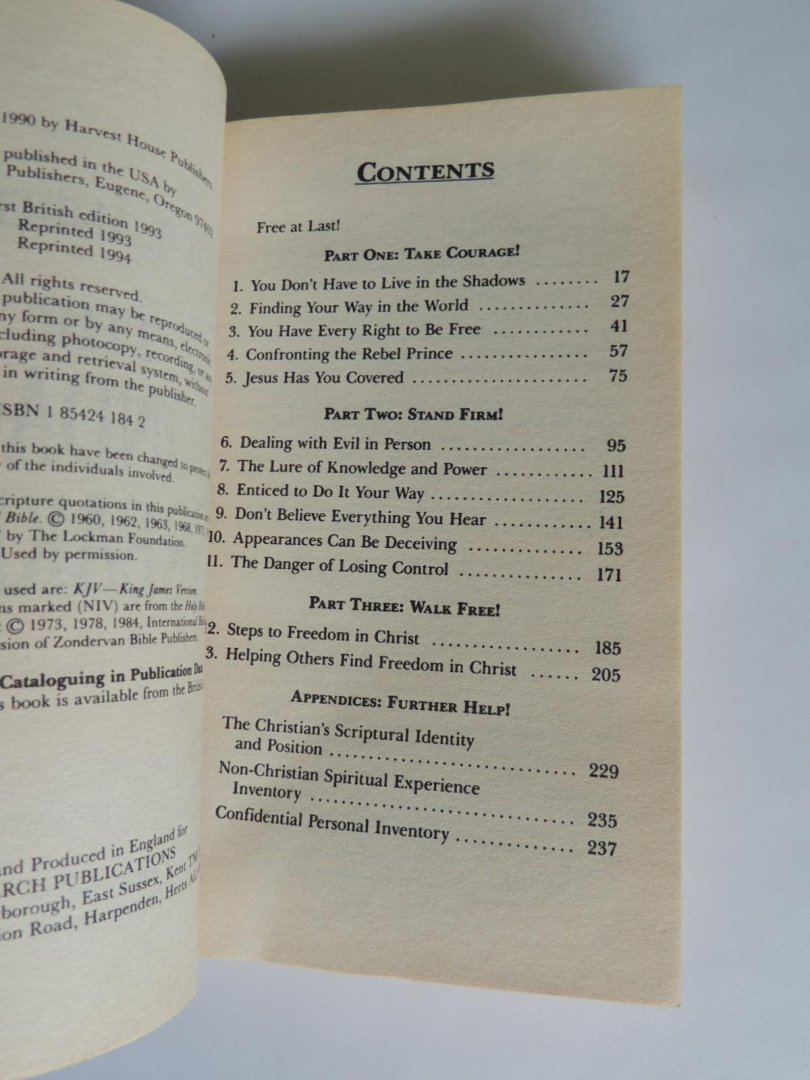 1990 by Harvest House Publishers
published in the USA by
Publishers, Eugene, Oregon 97402
rst British edition 1993
Reprinted 1993
Reprinted 1994
All rights reserved.
publication may be reproduced or
ny form or by any means, electronic
cluding photocopy, recording, or any
orage and retrieval system, without
in writing from the publisher.
ISBN 1 85424 184 2
this book have been changed to protect
y of the individuals involved.
cripture quotations in this publication
Bible. © 1960, 1962, 1963, 1968, 1971,
by The Lockman Foundation.
Used by permission.
used are: KJV—King James Version.
ns marked (NIV) are from the Holy
© 1973, 1978, 1984, International
sion of Zondervan Bible Publishers.
Cataloguing in Publication Data
s book is available from the British
nd Produced in England for
RCH PUBLICATIONS
borough, East Sussex, Kent
ion Road, Harpenden, Herts
CONTENTS
Free at Last!
PART ONE: TAKE COURAGE!
1. You Don't Have to Live in the Shadows ........ 17
2. Finding Your Way in the World ............. 27
3. You Have Every Right to Be Free ............ 41
4. Confronting the Rebel Prince ................ 57
5. Jesus Has You Covered ...................... 75
PART TWO: STAND FIRM!
6. Dealing with Evil in Person .................. 95
7. The Lure of Knowledge and Power ............ 111
8. Enticed to Do It Your Way ................... 125
9. Don't Believe Everything You Hear ............ 141
10. Appearances Can Be Deceiving .............. 153
11. The Danger of Losing Control ................ 171
PART THREE: WALK FREE!
2. Steps to Freedom in Christ .................. 185
3. Helping Others Find Freedom in Christ ...... 205
APPENDICES: FURTHER HELP!
The Christian's Scriptural Identity
and Position ............................... 229
Non-Christian Spiritual Experience
Inventory ................................. 235
Confidential Personal Inventory .................. 237